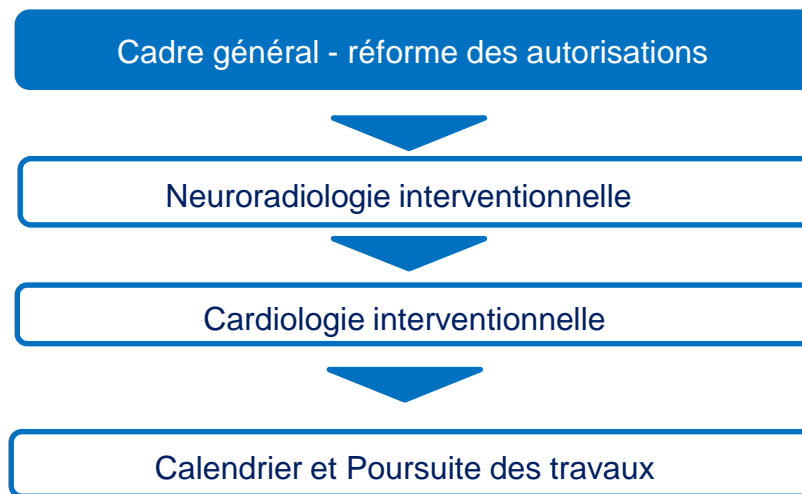 Cadre général - réforme des autorisations
Neuroradiologie interventionnelle
Cardiologie interventionnelle
Calendrier et Poursuite des travaux